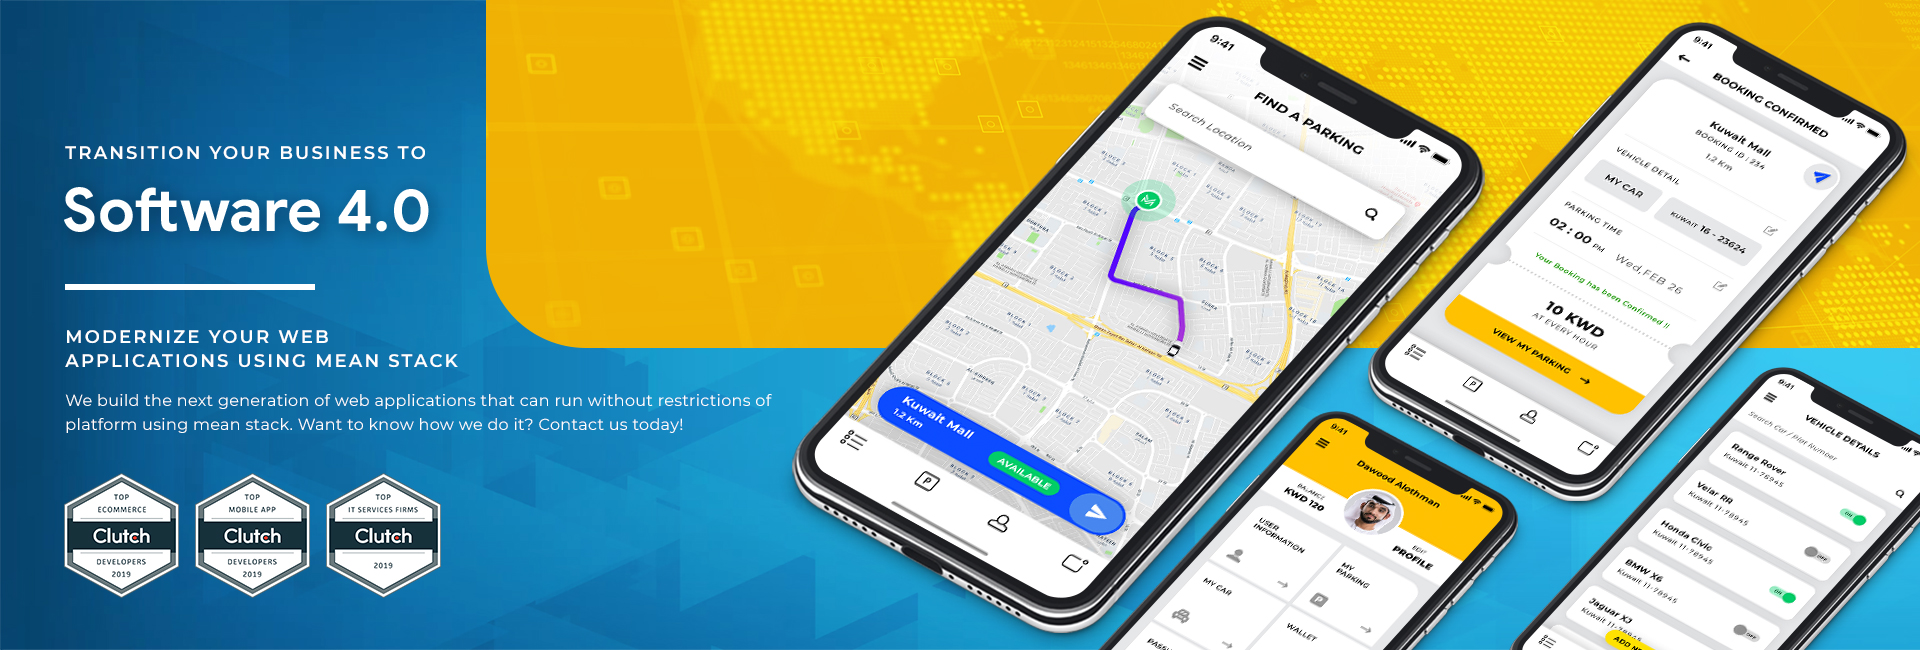 TRANSITION YOUR BUSINESS TO
Software 4.0
MODERNIZE YOUR WEB
APPLICATIONS USING MEAN STACK
We build the next generation of web applications that can run without restrictions of
platform using mean stack. Want to know how we do it? Contact us today!
TOP
ECOMMERCE
Clutch
DEVELOPERS
2019
TOP
MOBILE APP
Clutch
DEVELOPERS
2019
TOP
IT SERVICES FIRMS
Clutch
2019
9:41
FIND A PARKING
Search Location
Kuwait Mall
1.2 Km
AVAILABLE
9:41
BOOKING CONFIRMED
Kuwait Mall
BOOKING ID : 234
1.2 Km
VEHICLE DETAIL
MY CAR
KUWAIT 16 - 23624
PARKING TIME
02 : 00 PM
Wed, FEB 26
Your Booking has been Confirmed !!
10 KWD
AT EVERY HOUR
VIEW MY PARKING
9:41
Dawood Alothman
BALANCE
KWD 120
EDIT
PROFILE
USER
INFORMATION
MY
PARKING
MY CAR
WALLET
9:41
VEHICLE DETAILS
Search Car / Plat Number
Range Rover
Kuwait 11-78945
ON
Velar RR
Kuwait 11-78945
OFF
Honda Civic
Kuwait 11-78945
ON
BMW X6
Kuwait 11-78945
OFF
Jaguar XJ
Kuwait 11-78945